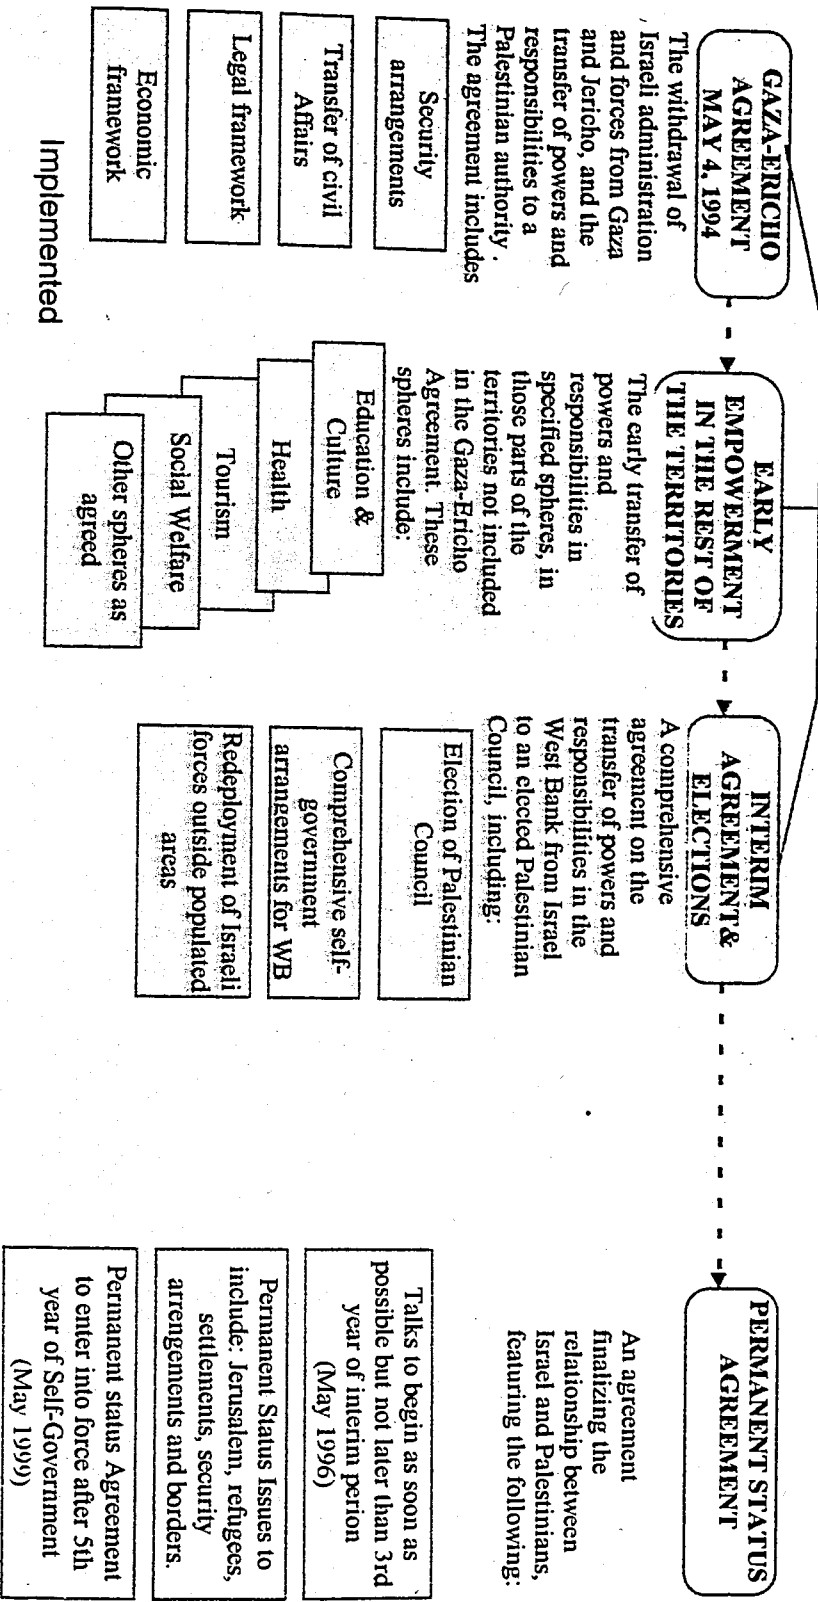 GAZA-ERICHO
AGREEMENT
MAY 4, 1994
The withdrawal of
Israeli administration
and forces from Gaza
and Jericho, and the
transfer of powers and
responsibilities to a
Palestinian authority.
The agreement includes
Security
arrangements
Transfer of civil
Affairs
Legal framework
Economic
framework
Implemented
EARLY
EMPOWERMENT
IN THE REST OF
THE TERRITORIES
The early transfer of
powers and
responsibilities in
specified spheres, in
those parts of the
territories not included
in the Gaza-Ericho
Agreement. These
spheres include:
Education &
Culture
Health
Tourism
Social Welfare
Other spheres as
agreed
INTERIM
AGREEMENT&
ELECTIONS
A comprehensive
agreement on the
transfer of powers and
responsibilities in the
West Bank from Israel
to an elected Palestinian
Council, including:
Election of Palestinian
Council
Comprehensive self-
government
arrangements for WB
Redeployment of Israeli
forces outside populated
areas
PERMANENT STATUS
AGREEMENT
An agreement
finalizing the
relationship between
Israel and Palestinians,
featuring the following:
Talks to begin as soon as
possible but not later than 3rd
year of interim perion
(May 1996)
Permanent Status Issues to
include: Jerusalem, refugees,
settlements, security
arrengements and borders.
Permanent status Agreement
to enter into force after 5th
year of Self-Government
(May 1999)